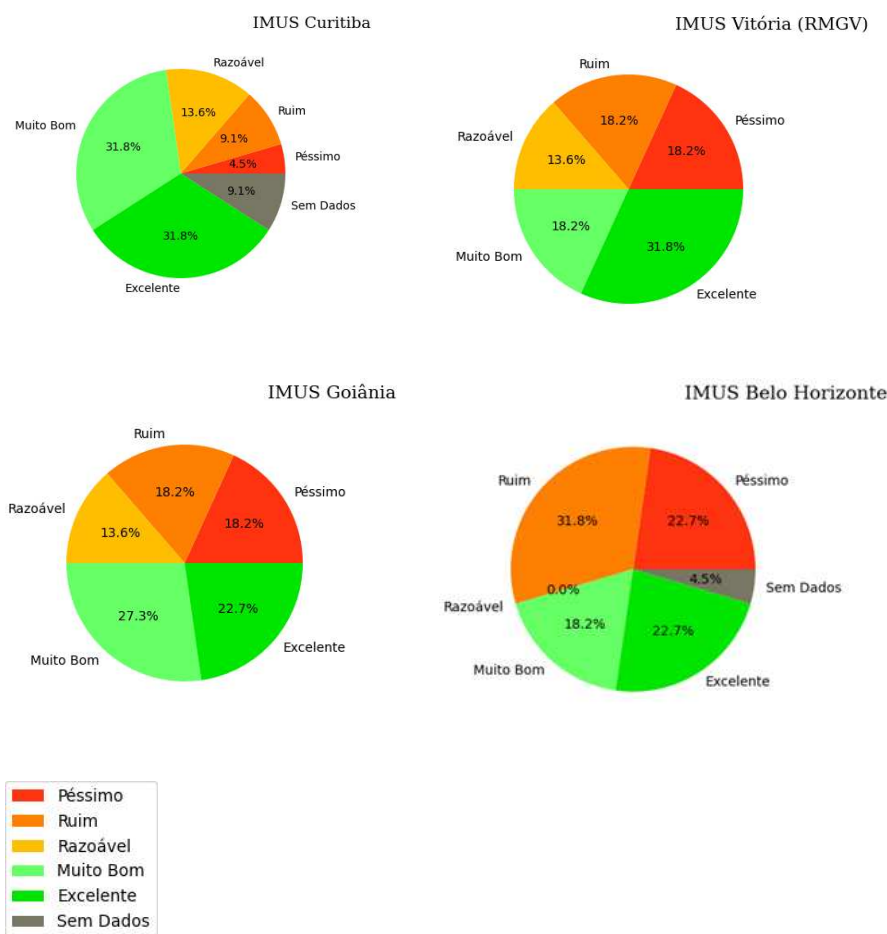 IMUS Curitiba
Razoável
Ruim
Muito Bom
Péssimo
Sem Dados
Excelente
13.6%
9.1%
31.8%
4.5%
9.1%
31.8%
IMUS Vitória (RMGV)
Ruim
Péssimo
Razoável
Muito Bom
Excelente
18.2%
18.2%
13.6%
18.2%
31.8%
IMUS Goiânia
Ruim
Péssimo
Razoável
Muito Bom
Excelente
18.2%
18.2%
13.6%
27.3%
22.7%
IMUS Belo Horizonte
Ruim
Péssimo
Sem Dados
Razoável
Muito Bom
Excelente
31.8%
22.7%
4.5%
0.0%
18.2%
22.7%
Péssimo
Ruim
Razoável
Muito Bom
Excelente
Sem Dados